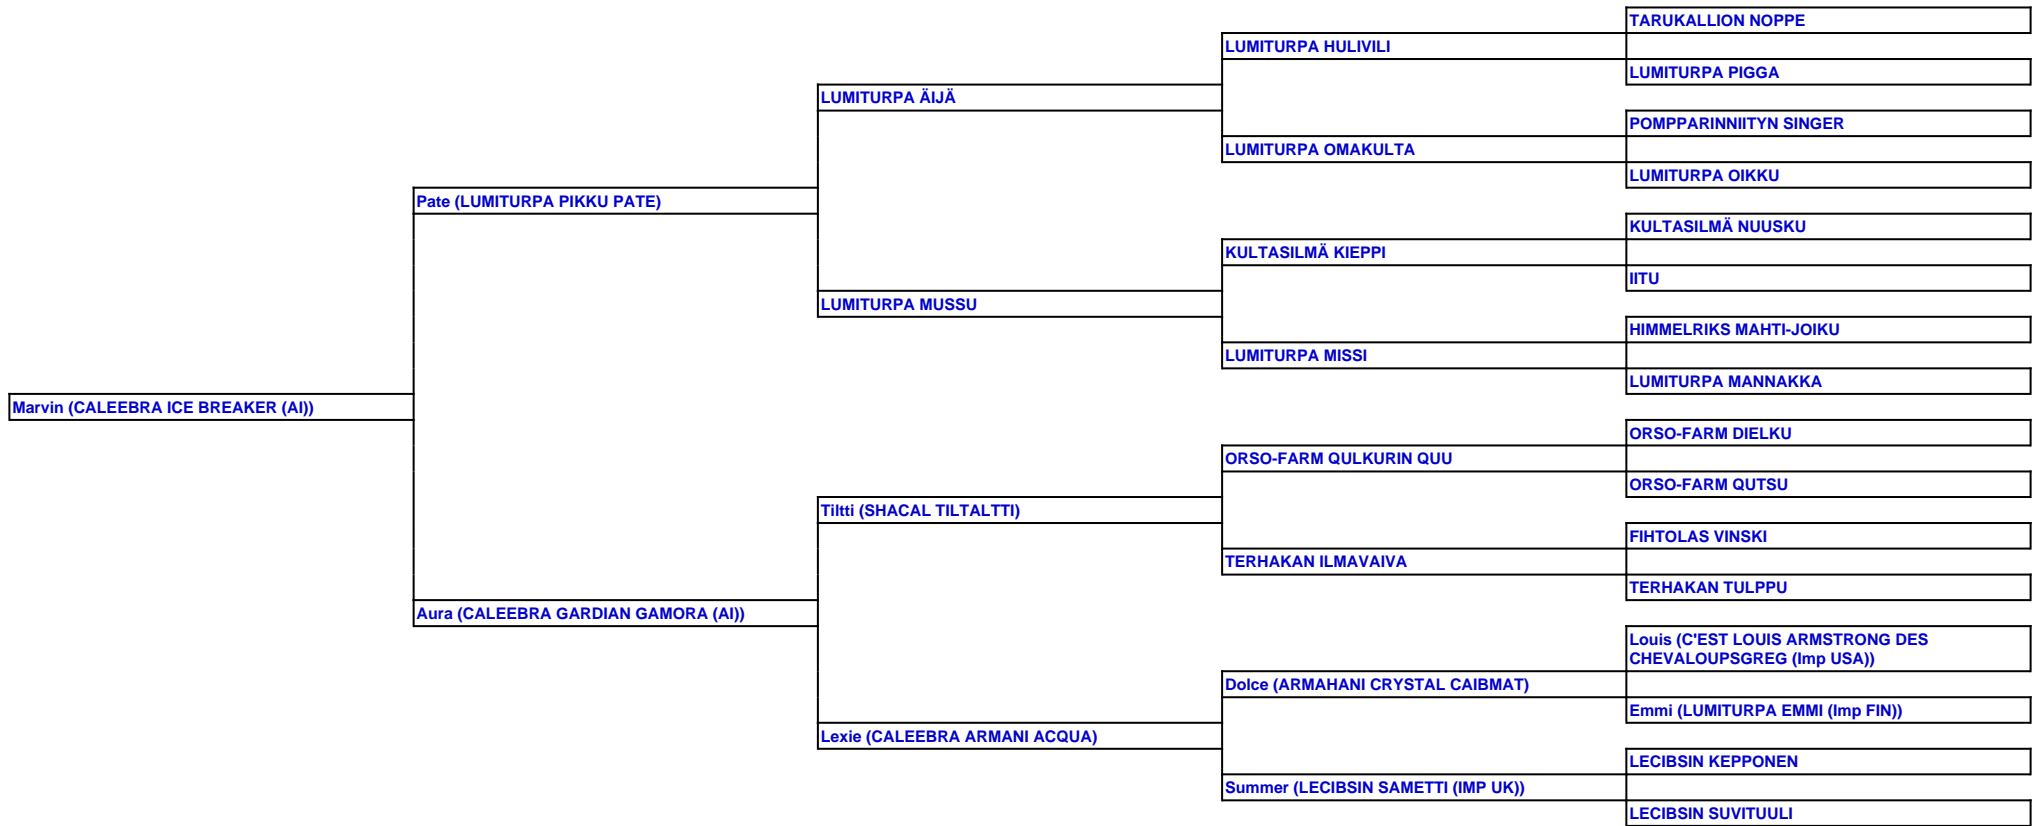 TARUKALLION NOPPE
LUMITURPA HULIVILI
LUMITURPA PIGGA
LUMITURPA ÄIJÄ
POMPPARINNIITYN SINGER
LUMITURPA OMAKULTA
LUMITURPA OIKKU
Pate (LUMITURPA PIKKU PATE)
KULTASILMÄ NUUSKU
KULTASILMÄ KIEPPI
IITU
LUMITURPA MUSSU
HIMMELRIKS MAHTI-JOIKU
LUMITURPA MISSI
LUMITURPA MANNAKKA
Marvin (CALEEBRA ICE BREAKER (AI))
ORSO-FARM DIELKU
ORSO-FARM QULKURIN QUU
ORSO-FARM QUTSU
Tiltti (SHACAL TILTALTTI)
FIHTOLAS VINSKI
TERHAKAN ILMAVAIVA
TERHAKAN TULPPU
Aura (CALEEBRA GARDIAN GAMORA (AI))
Louis (C'EST LOUIS ARMSTRONG DES
CHEVALOUPSGREG (Imp USA))
Dolce (ARMAHANI CRYSTAL CAIBMAT)
Emmi (LUMITURPA EMMI (Imp FIN))
Lexie (CALEEBRA ARMANI ACQUA)
LECIBSIN KEPPONEN
Summer (LECIBSIN SAMETTI (IMP UK))
LECIBSIN SUVITUULI